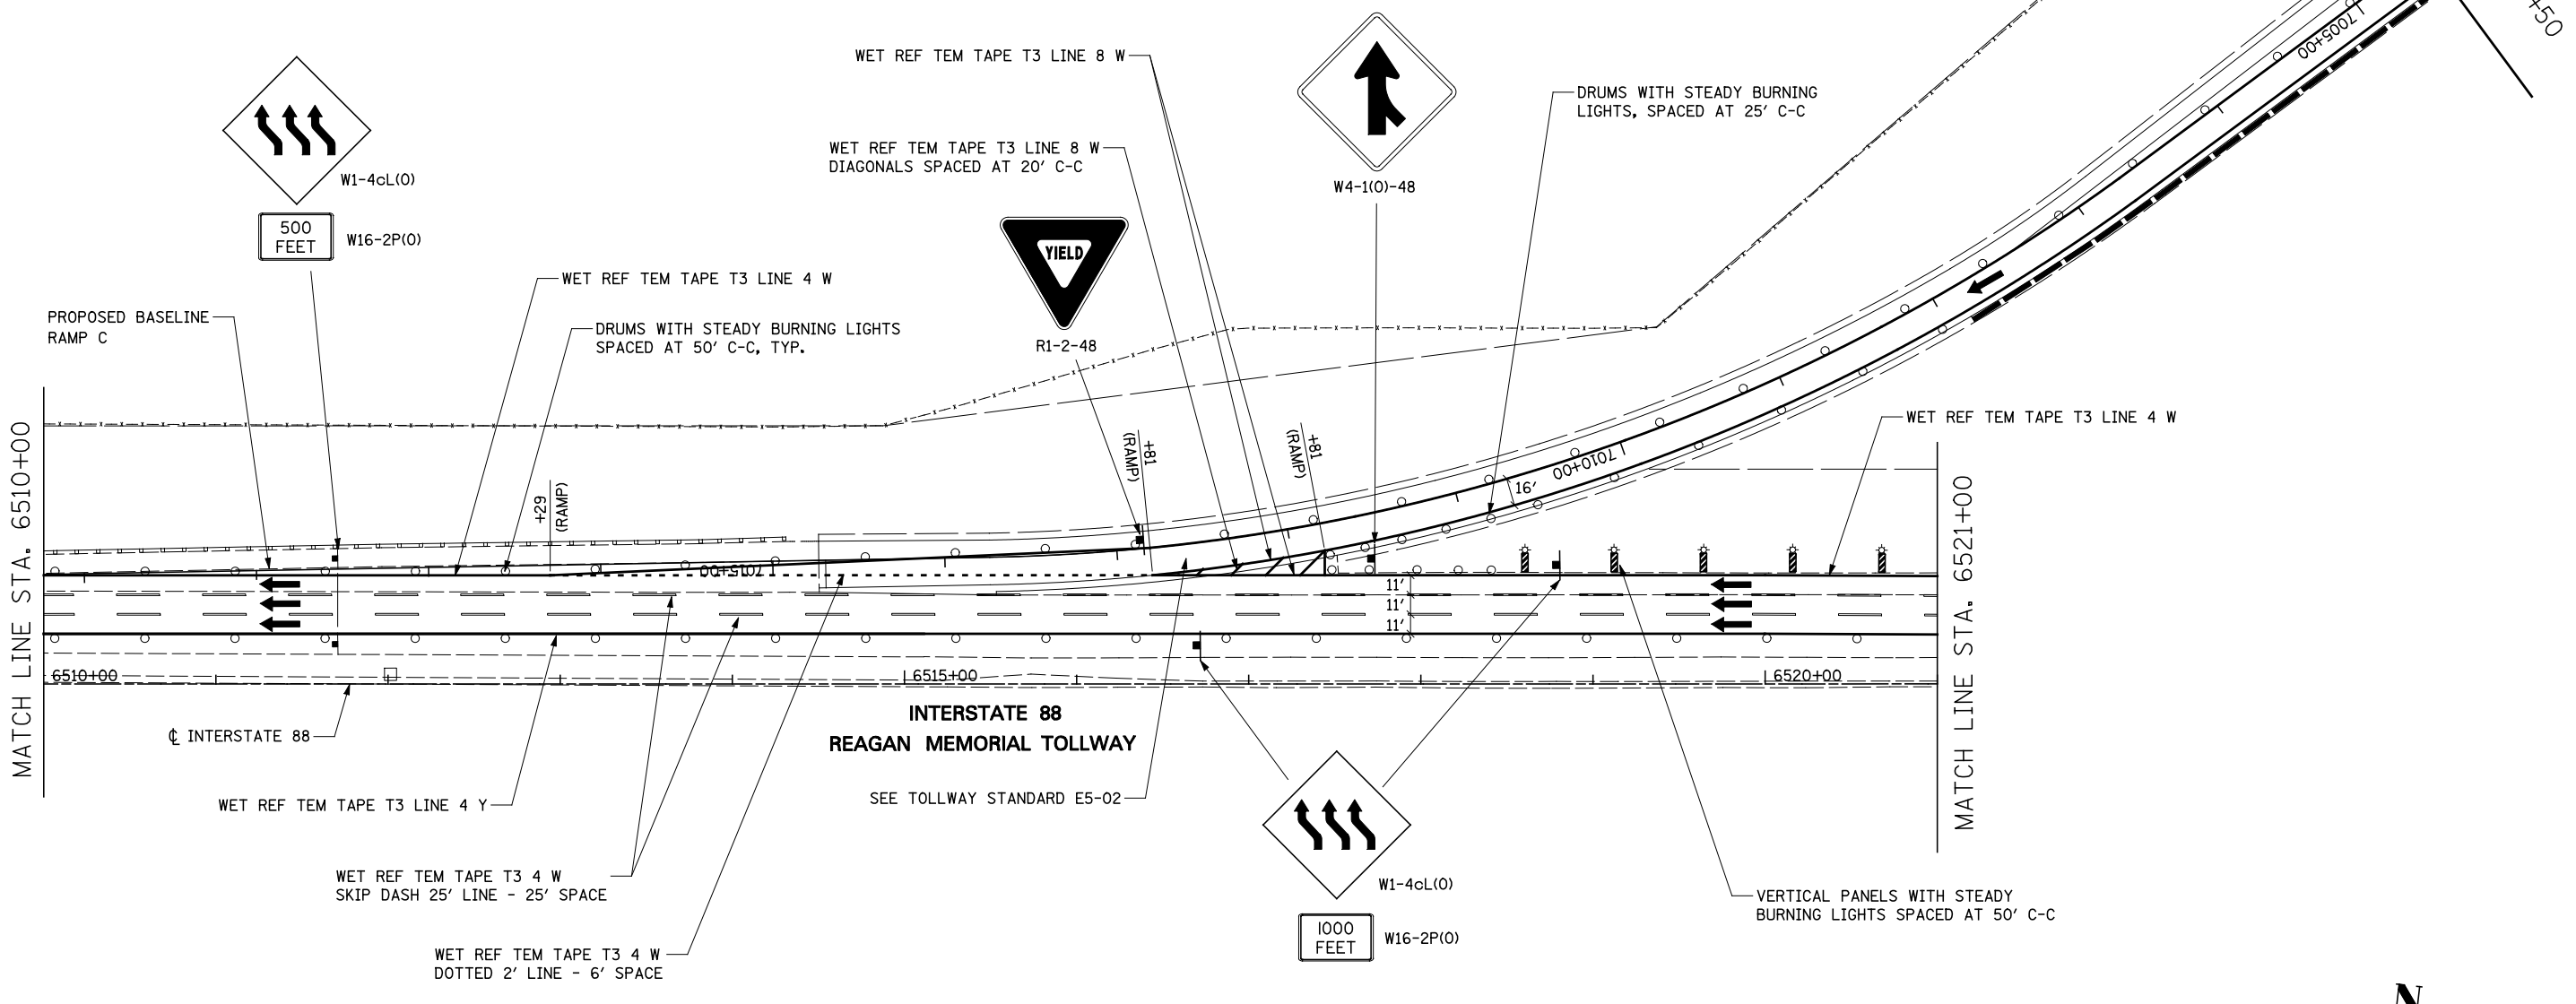 WET REF TEM TAPE T3 LINE 8 W
WET REF TEM TAPE T3 LINE 8 W
DIAGONALS SPACED AT 20' C-C
W4-1(O)-48
DRUMS WITH STEADY BURNING
LIGHTS, SPACED AT 25' C-C
7005+00
+50
W1-4cL(O)
500
FEET
W16-2P(O)
YIELD
R1-2-48
WET REF TEM TAPE T3 LINE 4 W
PROPOSED BASELINE
RAMP C
DRUMS WITH STEADY BURNING LIGHTS
SPACED AT 50' C-C, TYP.
WET REF TEM TAPE T3 LINE 4 W
MATCH LINE STA. 6510+00
+29
(RAMP)
+81
(RAMP)
+81
(RAMP)
7010+00
16'
7015+00
11'
11'
11'
MATCH LINE STA. 6521+00
6510+00
6515+00
6520+00
℄ INTERSTATE 88
INTERSTATE 88
REAGAN MEMORIAL TOLLWAY
SEE TOLLWAY STANDARD E5-02
WET REF TEM TAPE T3 LINE 4 Y
WET REF TEM TAPE T3 4 W
SKIP DASH 25' LINE - 25' SPACE
WET REF TEM TAPE T3 4 W
DOTTED 2' LINE - 6' SPACE
W1-4cL(O)
1000
FEET
W16-2P(O)
VERTICAL PANELS WITH STEADY
BURNING LIGHTS SPACED AT 50' C-C
N